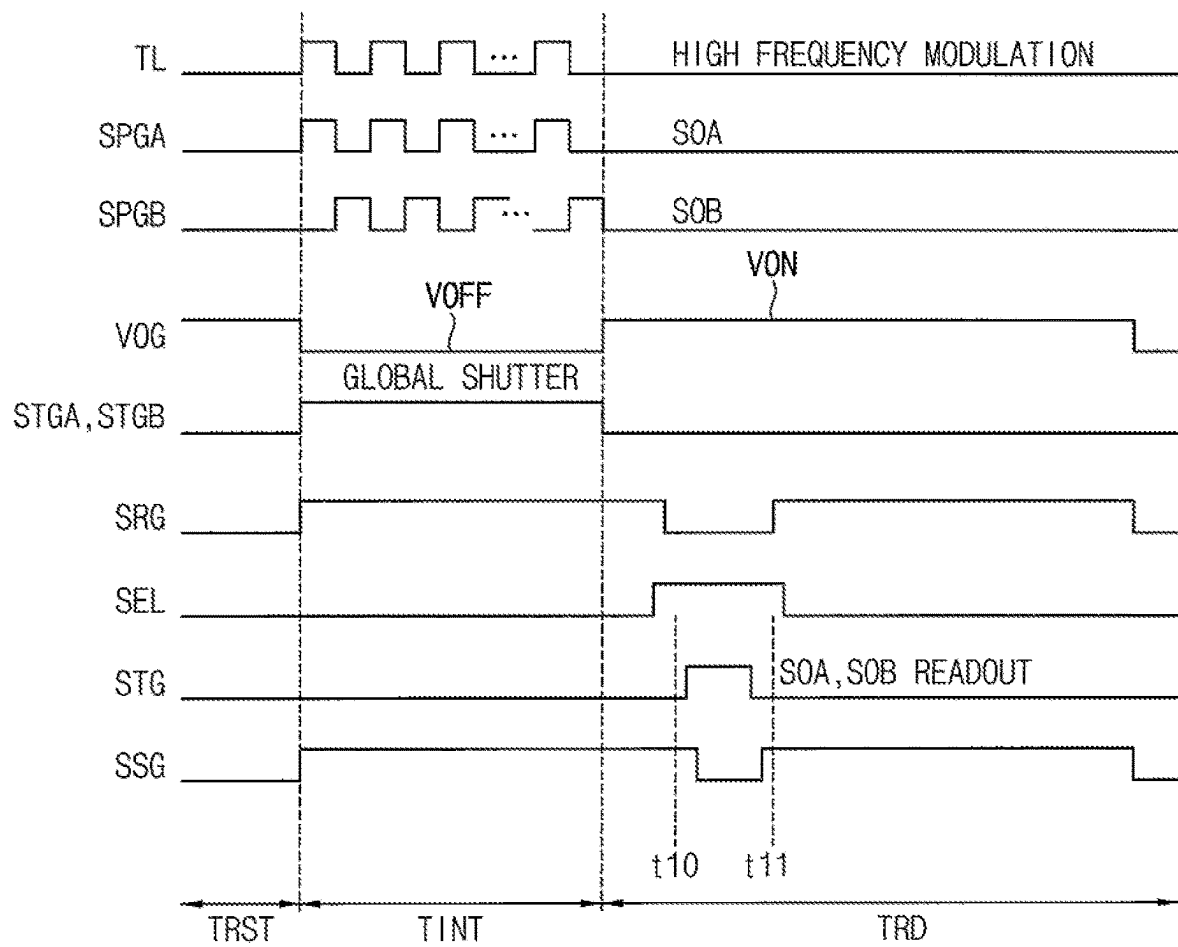 TL
HIGH FREQUENCY MODULATION
SPGA
SOA
SPGB
SOB
VOG
VOFF
VON
GLOBAL SHUTTER
STGA,STGB
SRG
SEL
STG
SOA,SOB READOUT
SSG
t10
t11
TRST
TINT
TRD